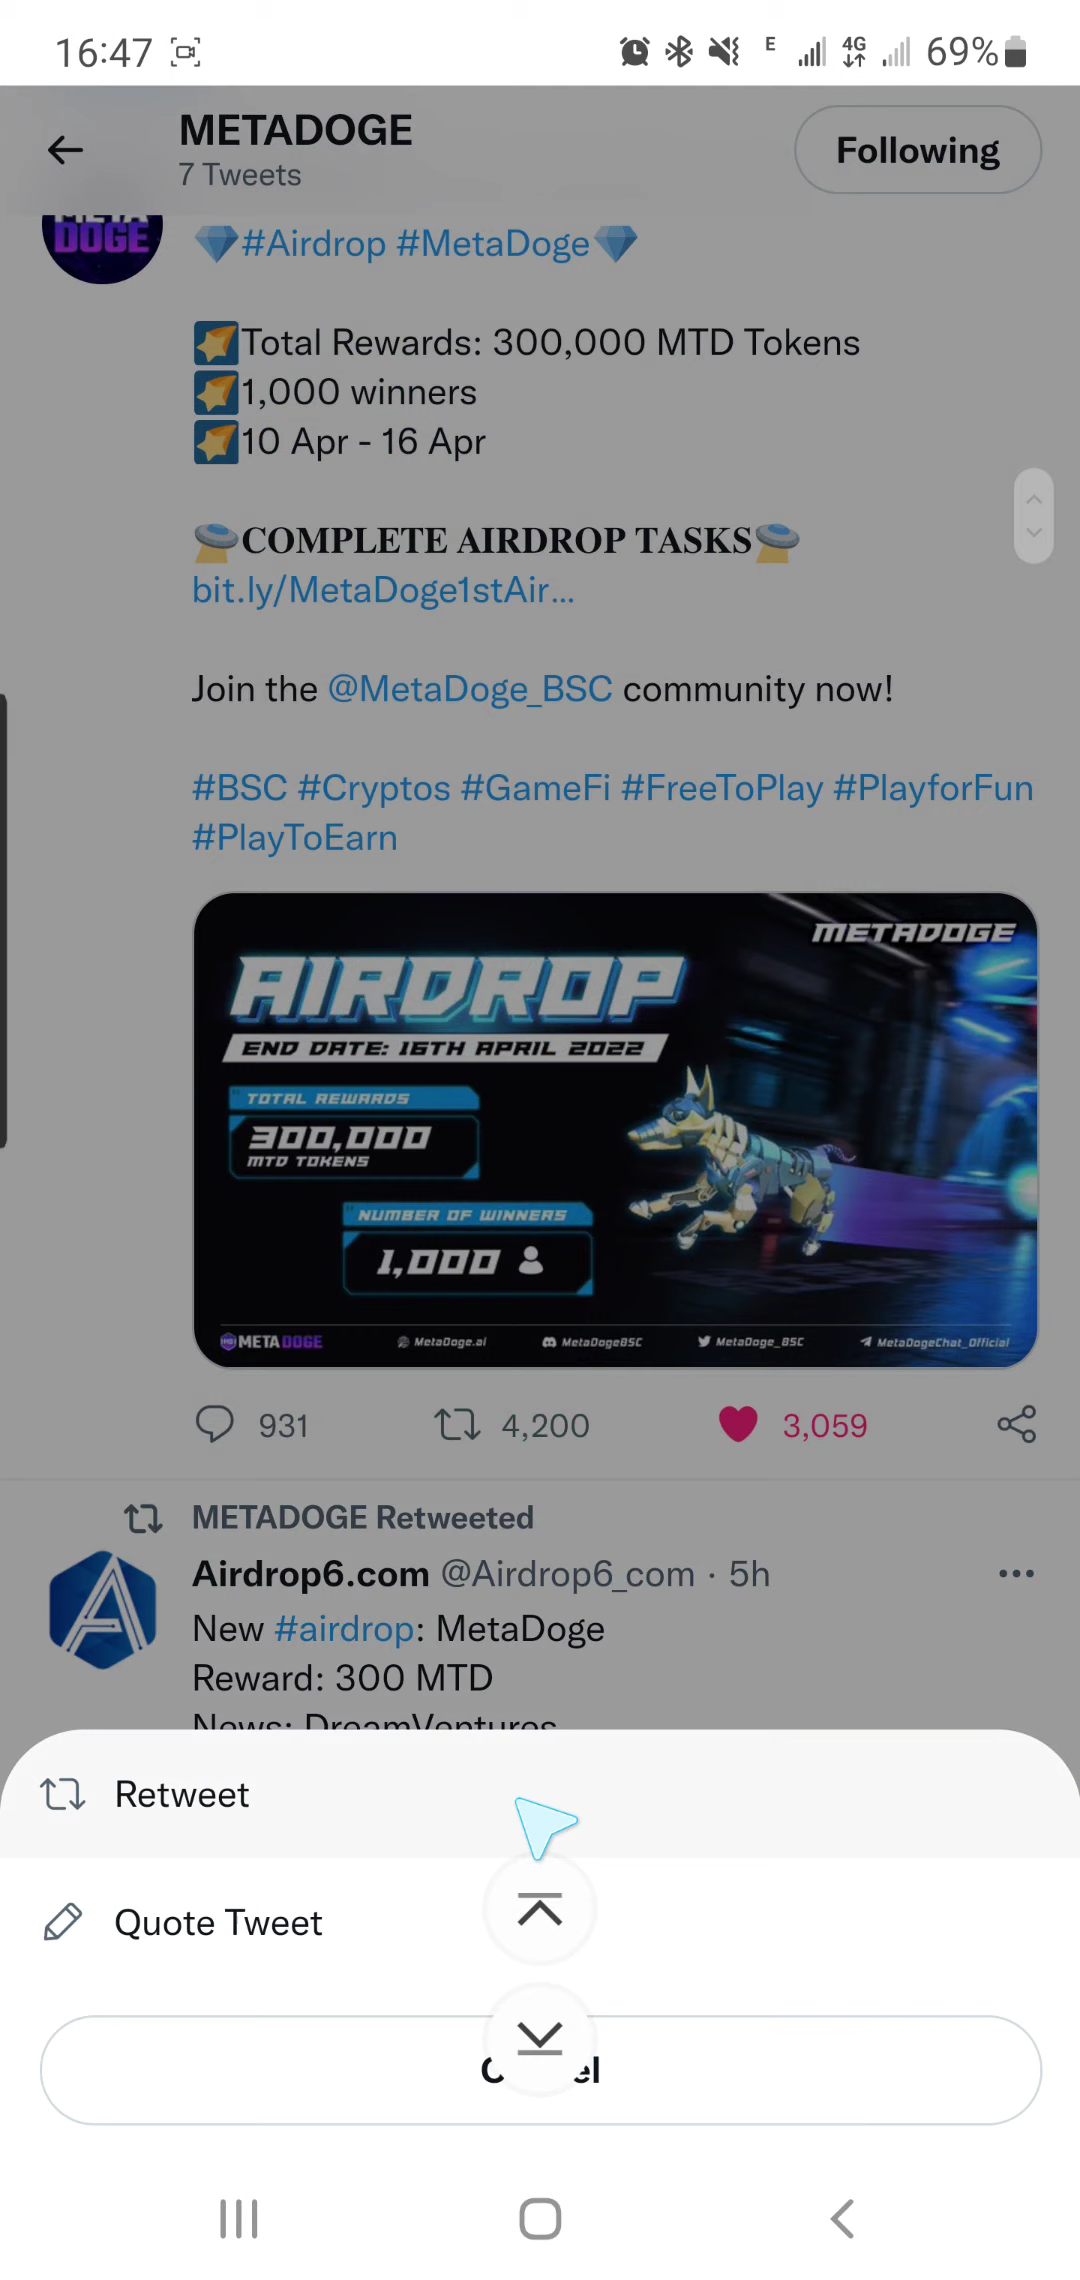 16:47
E 4G 69%
METADOGE
7 Tweets
Following
DOGE
#Airdrop #MetaDoge
Total Rewards: 300,000 MTD Tokens
1,000 winners
10 Apr - 16 Apr
COMPLETE AIRDROP TASKS
bit.ly/MetaDoge1stAir...
Join the @MetaDoge_BSC community now!
#BSC #Cryptos #GameFi #FreeToPlay #PlayforFun
#PlayToEarn
METADOGE
AIRDROP
END DATE: 16TH APRIL 2022
TOTAL REWARDS
300,000
MTD TOKENS
NUMBER OF WINNERS
1,000
METADOGE MetaDoge.ai MetaDogeBSC MetaDoge_BSC MetaDogeChat_Official
931 4,200 3,059
METADOGE Retweeted
Airdrop6.com @Airdrop6_com · 5h
New #airdrop: MetaDoge
Reward: 300 MTD
News: DreamVentures
Retweet
Quote Tweet